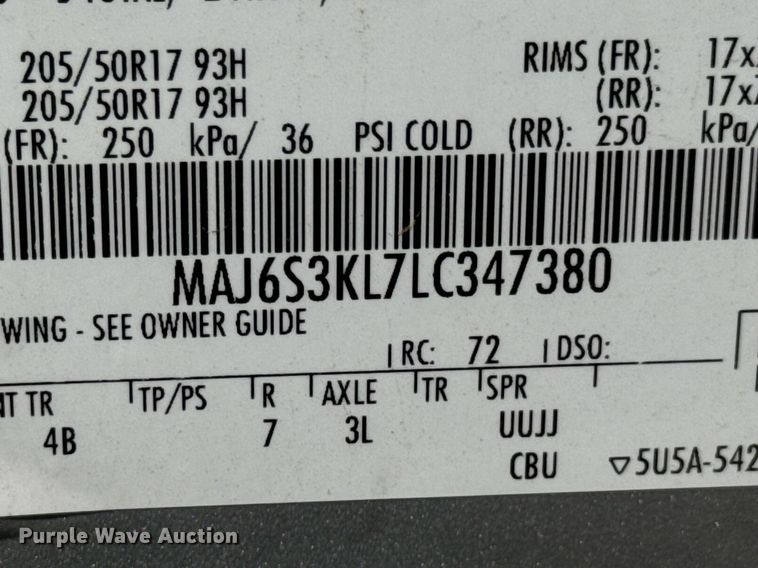 205/50R17 93H RIMS (FR): 17x
205/50R17 93H (RR): 17x
(FR): 250 kPa/ 36 PSI COLD (RR): 250 kPa/
MAJ6S3KL7LC347380
WING - SEE OWNER GUIDE
RC: 72 DSO:
NT TR TP/PS R AXLE TR SPR
4B 7 3L UUJJ
CBU ▽5U5A-542
Purple Wave Auction